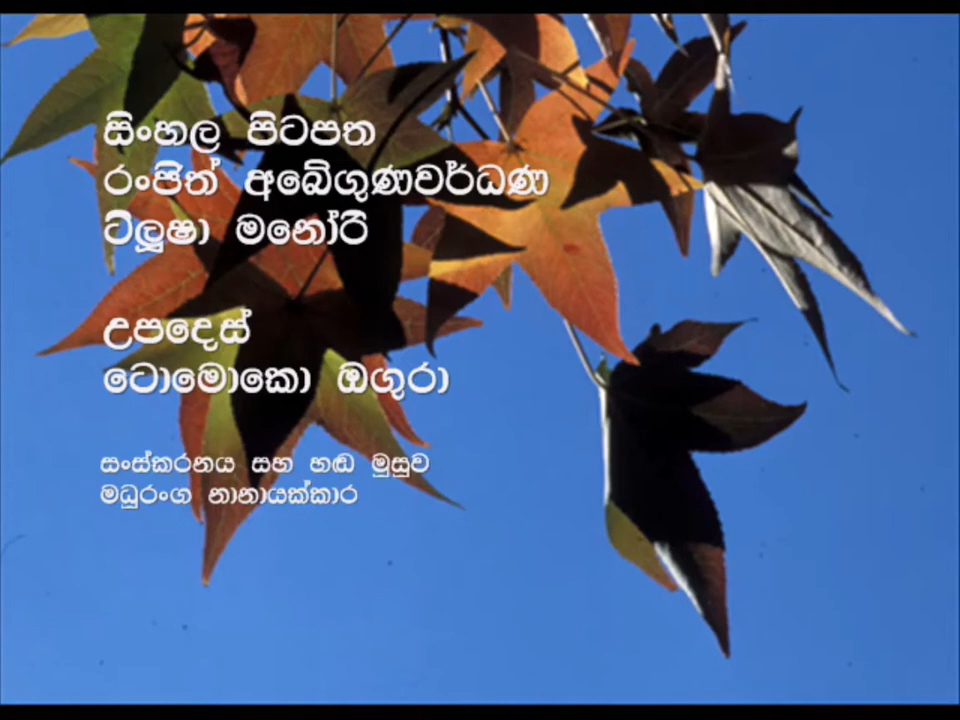 සිංහල පිටපත
රංජිත් අබේගුණවර්ධණ
ටිලූෂා මනෝරි
උපදෙස්
ටොමොකො ඔගුරා
සංස්කරනය සහ හඬ මුසුව
මධුරංග නානායක්කාර